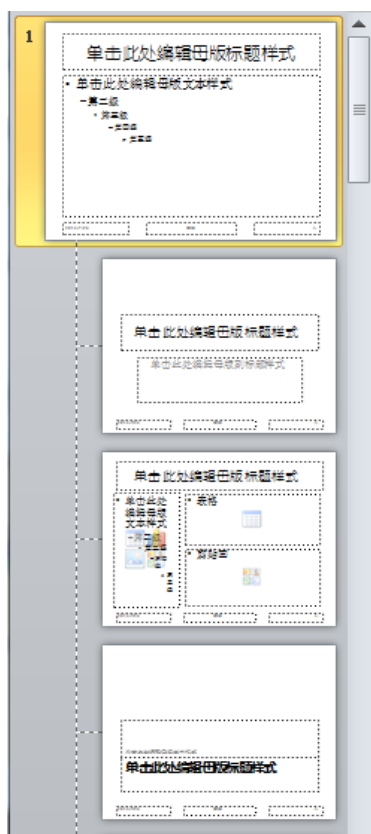 1
单击此处编辑母版标题样式
• 单击此处编辑母版文本样式
–第二级
• 第三级
–第四级
• 第五级
单击此处编辑母版标题样式
单击此处编辑母版副标题样式
单击此处编辑母版标题样式
• 单击此处
编辑母版
文本样式
–第二级
• 表格
• 剪贴画
单击此处编辑母版标题样式